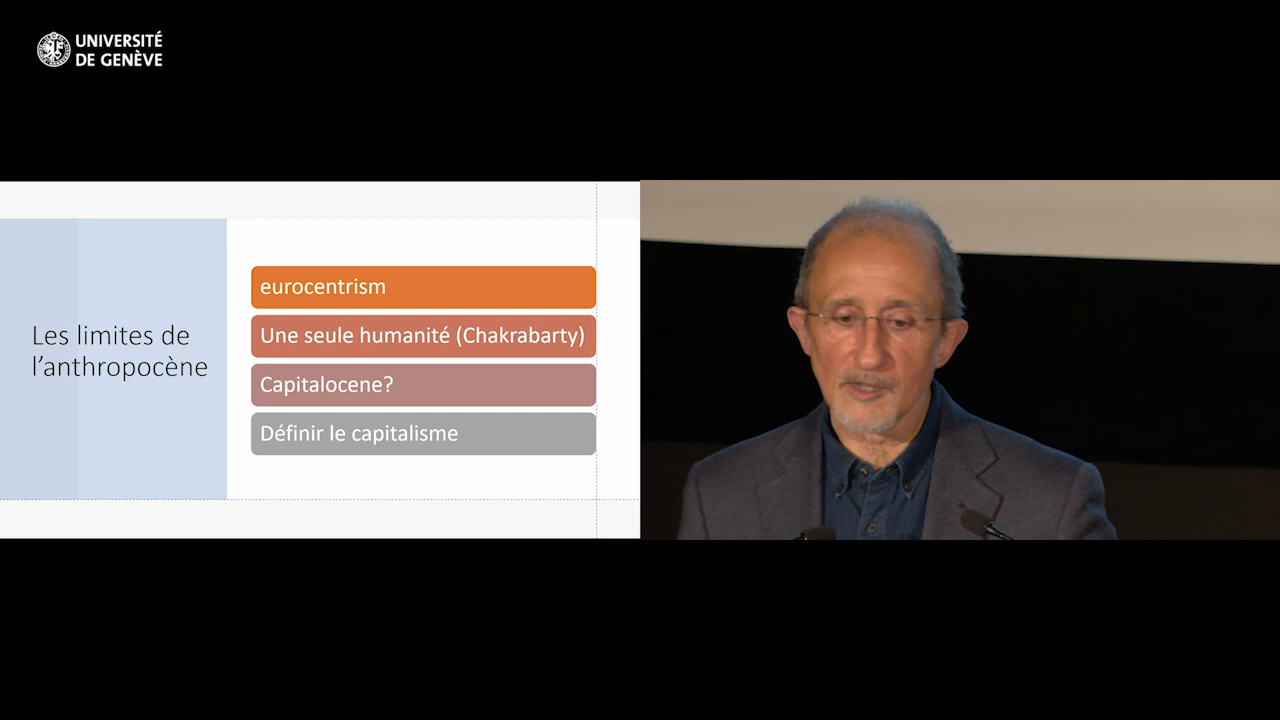 UNIVERSITÉ
DE GENÈVE
Les limites de
l'anthropocène
eurocentrism
Une seule humanité (Chakrabarty)
Capitalocene?
Définir le capitalisme